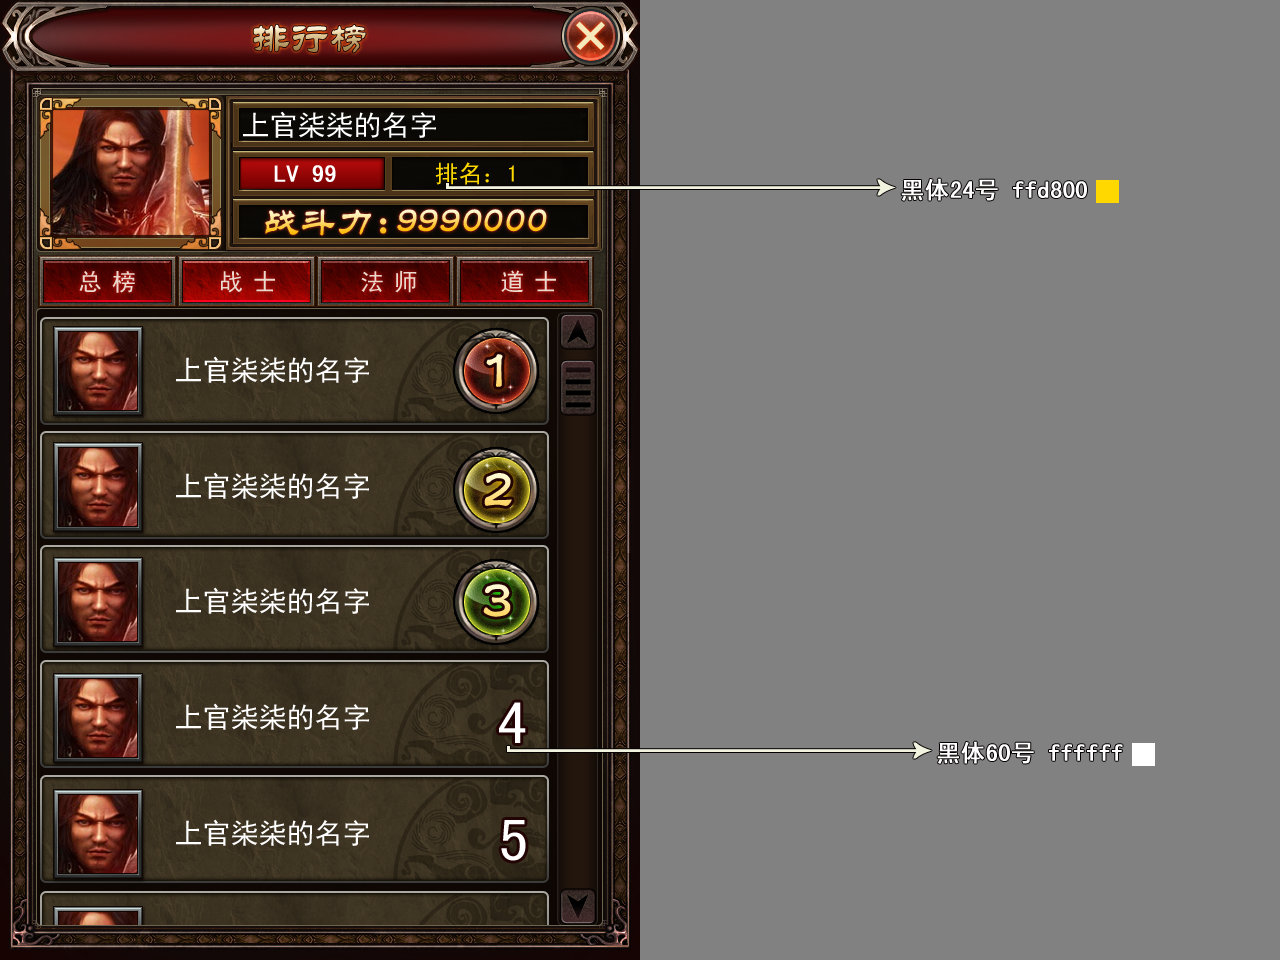 排行榜
上官柒柒的名字
LV 99
排名：1
黑体24号 ffd800
战斗力:9990000
总榜 战士 法师 道士
上官柒柒的名字 1
上官柒柒的名字 2
上官柒柒的名字 3
上官柒柒的名字 4
黑体60号 ffffff
上官柒柒的名字 5